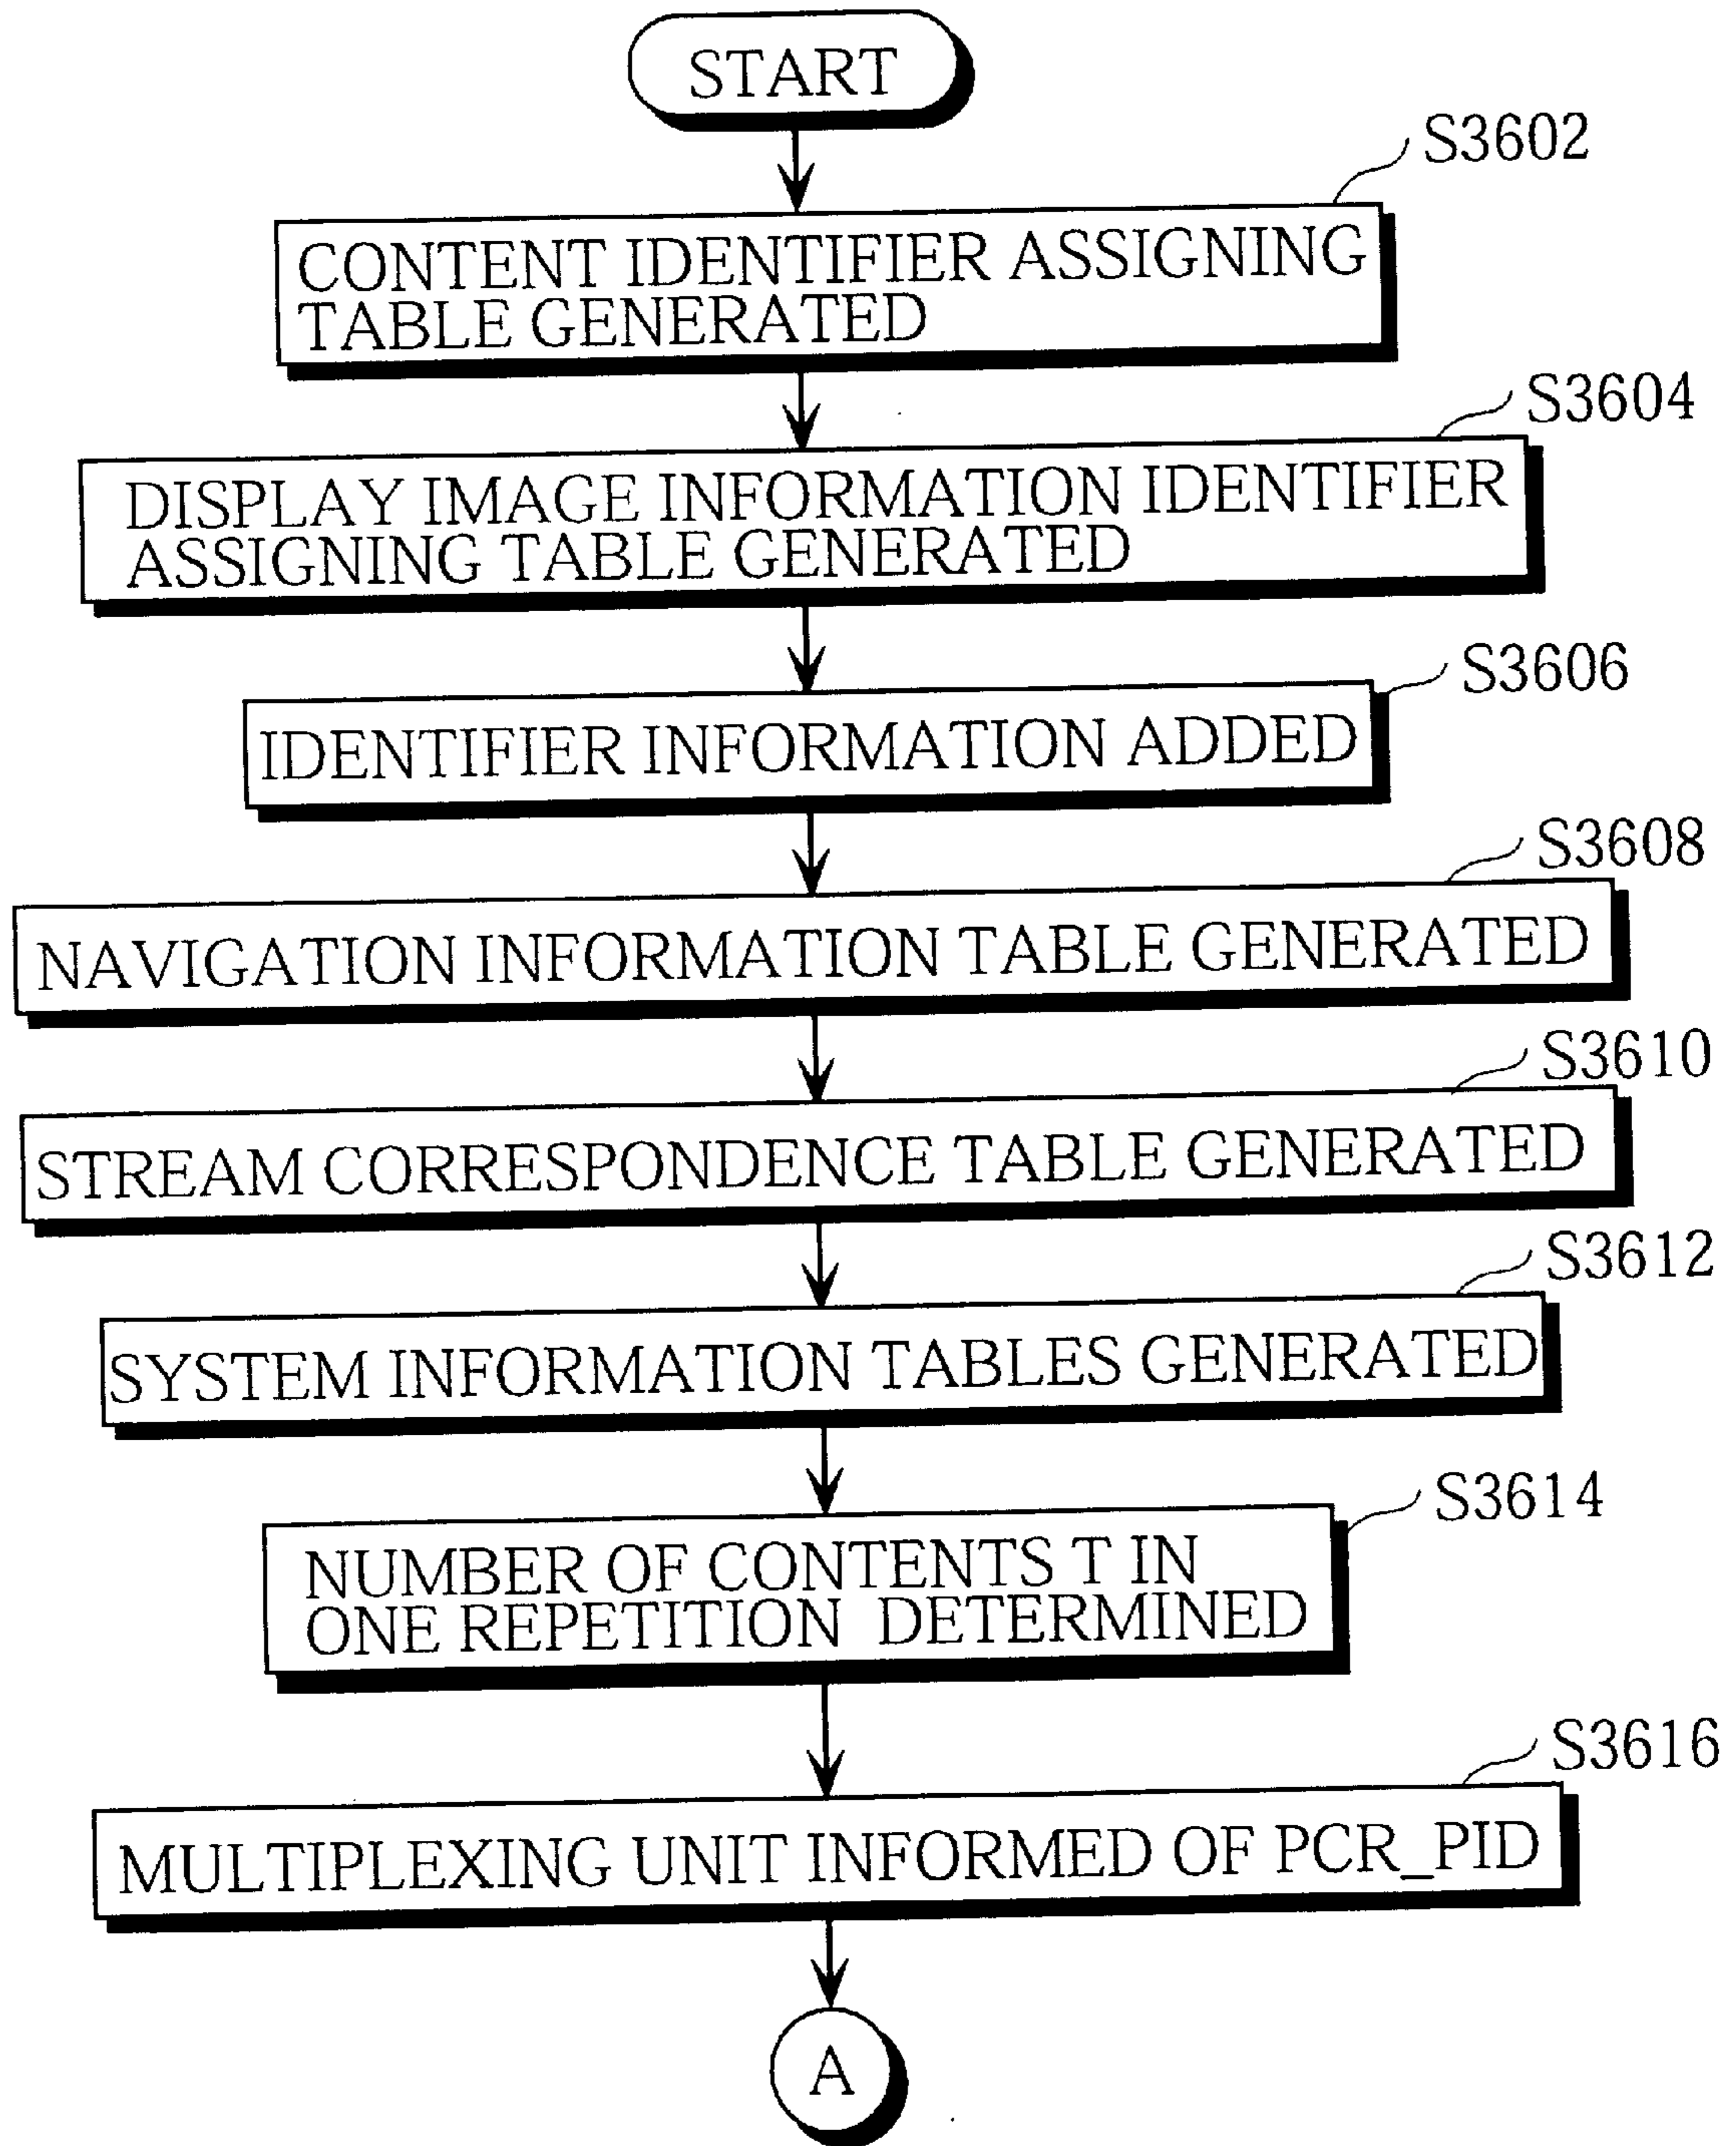 START
S3602
CONTENT IDENTIFIER ASSIGNING
TABLE GENERATED
S3604
DISPLAY IMAGE INFORMATION IDENTIFIER
ASSIGNING TABLE GENERATED
S3606
IDENTIFIER INFORMATION ADDED
S3608
NAVIGATION INFORMATION TABLE GENERATED
S3610
STREAM CORRESPONDENCE TABLE GENERATED
S3612
SYSTEM INFORMATION TABLES GENERATED
S3614
NUMBER OF CONTENTS T IN
ONE REPETITION DETERMINED
S3616
MULTIPLEXING UNIT INFORMED OF PCR_PID
A